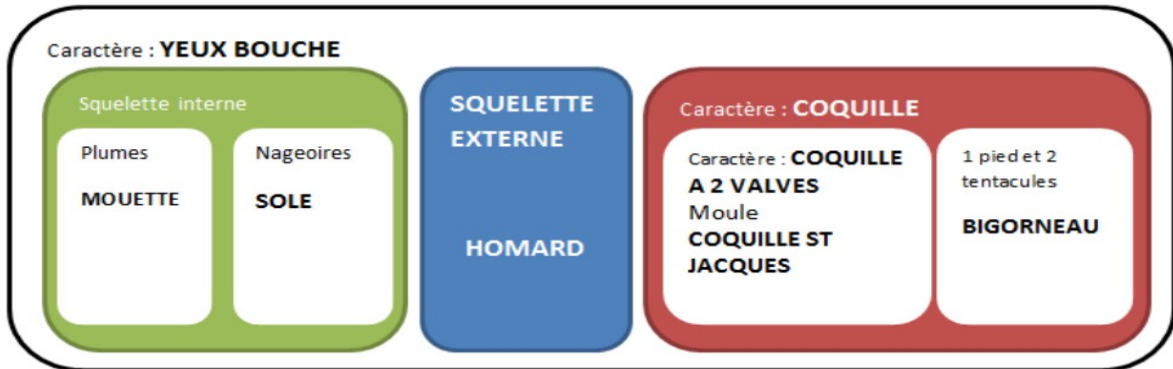 Caractère : YEUX BOUCHE
Squelette interne
Plumes
MOUETTE
Nageoires
SOLE
SQUELETTE
EXTERNE
HOMARD
Caractère : COQUILLE
Caractère : COQUILLE
A 2 VALVES
Moule
COQUILLE ST
JACQUES
1 pied et 2
tentacules
BIGORNEAU